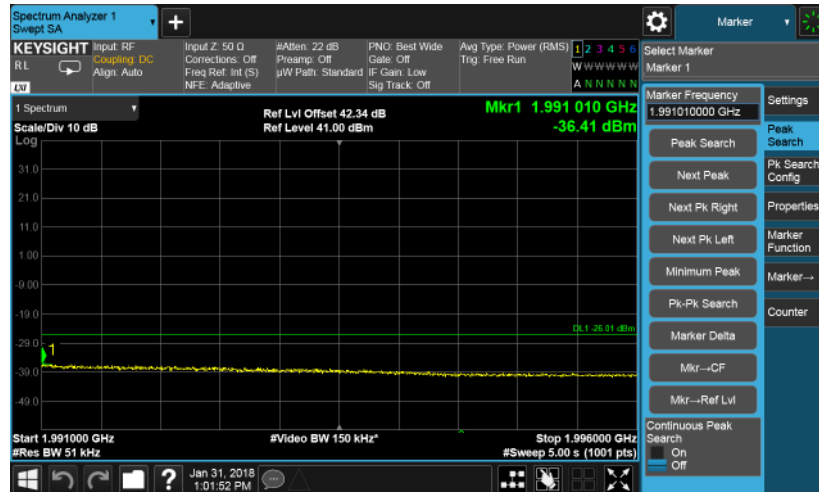 Spectrum Analyzer 1
Swept SA
Marker
KEYSIGHT
RL
LXI
Input: RF
Coupling: DC
Align: Auto
Input Z: 50 Ω
Corrections: Off
Freq Ref: Int (S)
NFE: Adaptive
#Atten: 22 dB
Preamp: Off
µW Path: Standard
PNO: Best Wide
Gate: Off
IF Gain: Low
Sig Track: Off
Avg Type: Power (RMS)
Trig: Free Run
1 2 3 4 5 6
W W W W W W
A N N N N N
Select Marker
Marker 1
1 Spectrum
Scale/Div 10 dB
Log
Ref Lvl Offset 42.34 dB
Ref Level 41.00 dBm
Mkr1 1.991 010 GHz
-36.41 dBm
31.0
21.0
11.0
1.00
-9.00
-19.0
-29.0
-39.0
-49.0
DL1 -26.01 dBm
1
Start 1.991000 GHz
#Res BW 51 kHz
#Video BW 150 kHz*
Stop 1.996000 GHz
#Sweep 5.00 s (1001 pts)
Marker Frequency
1.991010000 GHz
Peak Search
Next Peak
Next Pk Right
Next Pk Left
Minimum Peak
Pk-Pk Search
Marker Delta
Mkr→CF
Mkr→Ref Lvl
Continuous Peak
Search
On
Off
Settings
Peak
Search
Pk Search
Config
Properties
Marker
Function
Marker→
Counter
?
Jan 31, 2018
1:01:52 PM